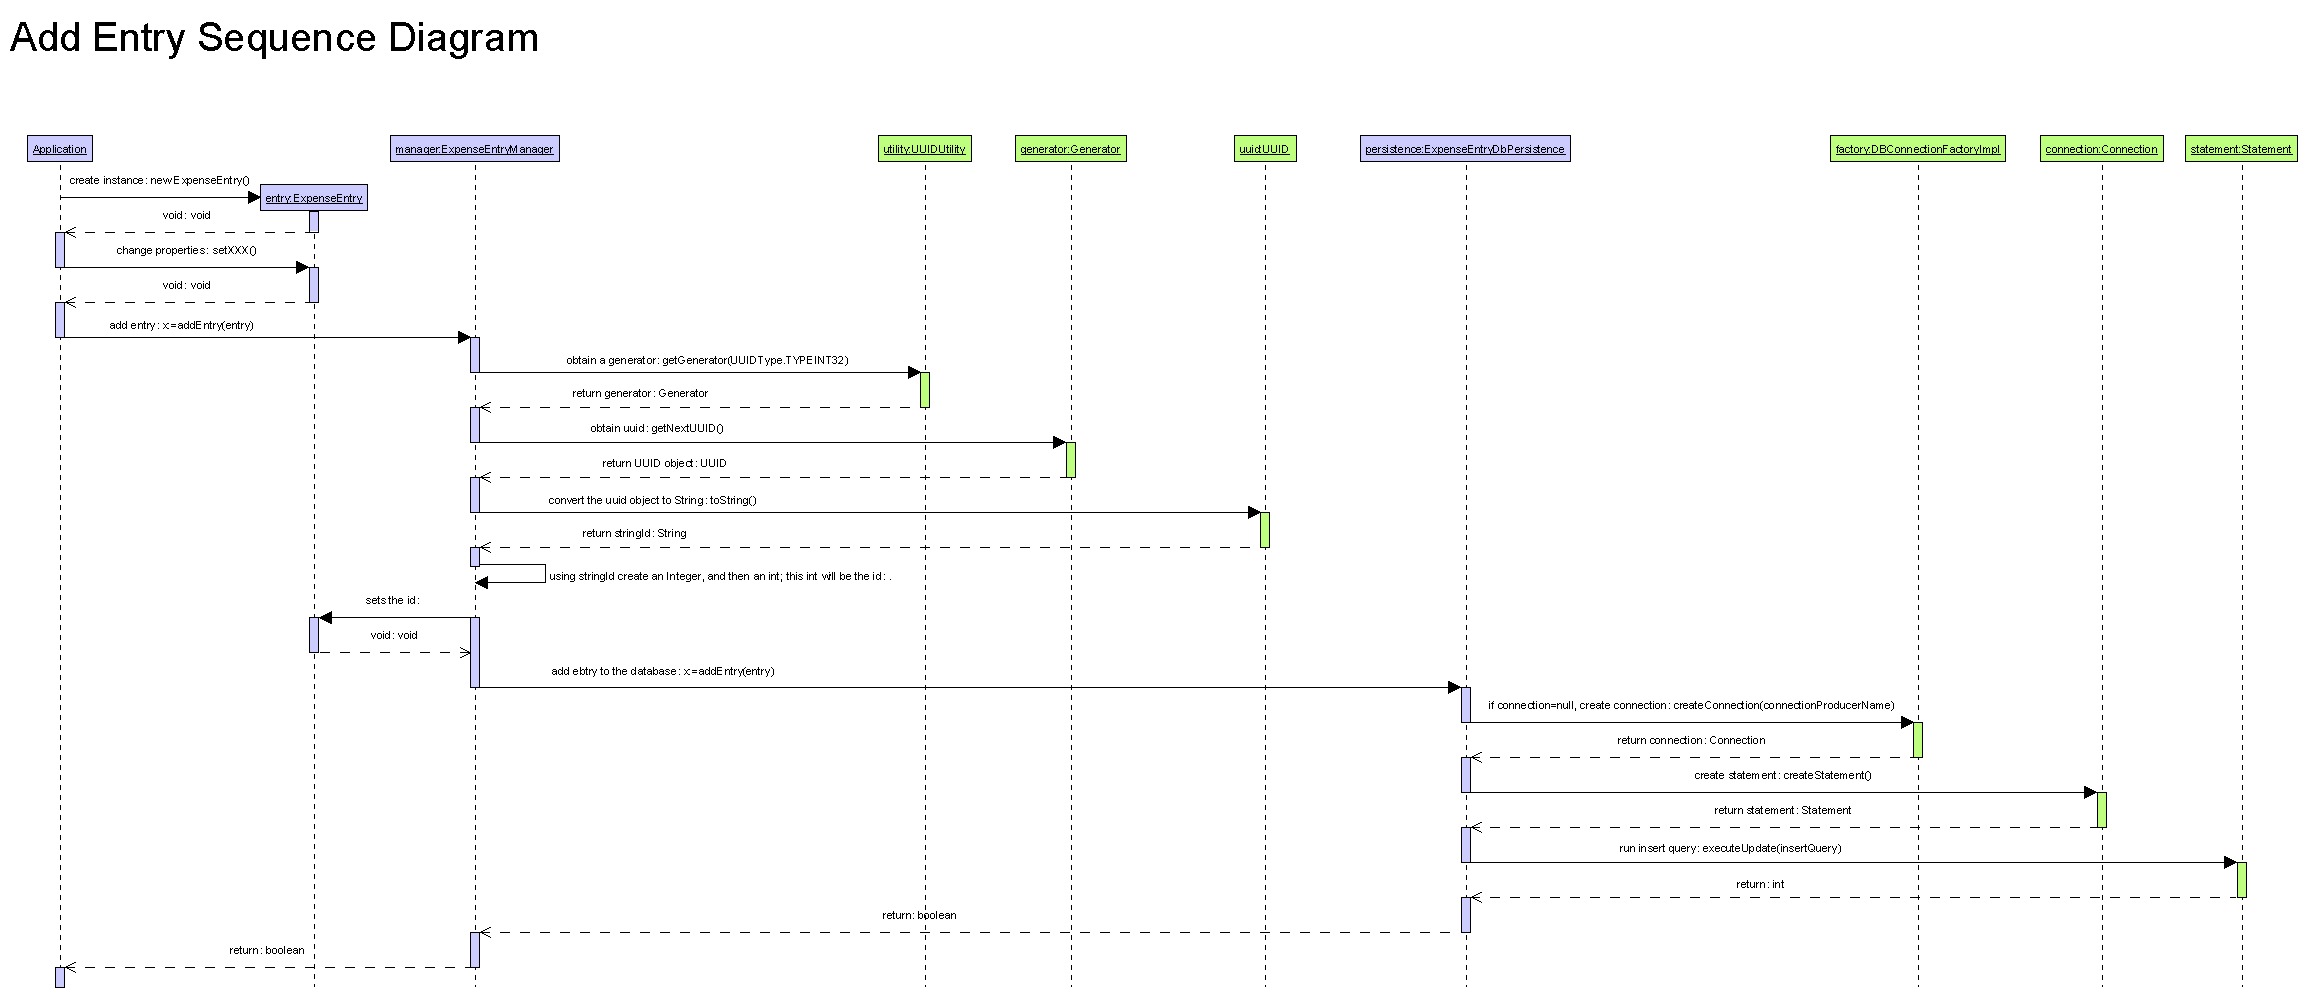 Add Entry Sequence Diagram
Application
manager:ExpenseEntryManager
utility:UUIDUtility
generator:Generator
uuid:UUID
persistence:ExpenseEntryDbPersistence
factory:DBConnectionFactoryImpl
connection:Connection
statement:Statement
create instance: newExpenseEntry()
entry:ExpenseEntry
void: void
change properties: setXXX()
void: void
add entry: x:=addEntry(entry)
obtain a generator: getGenerator(UUIDType.TYPEINT32)
return generator: Generator
obtain uuid: getNextUUID()
return UUID object: UUID
convert the uuid object to String: toString()
return stringId: String
using stringId create an Integer, and then an int; this int will be the id: .
sets the id:
void: void
add ebtry to the database: x:=addEntry(entry)
if connection=null, create connection: createConnection(connectionProducerName)
return connection: Connection
create statement: createStatement()
return statement: Statement
run insert query: executeUpdate(insertQuery)
return: int
return: boolean
return: boolean